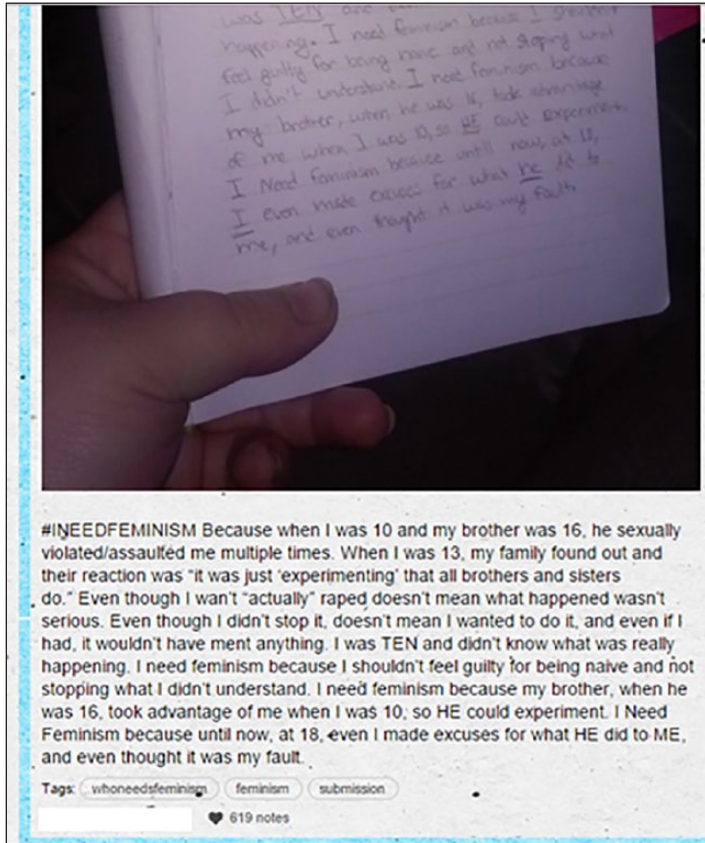 was TEN and
happening. I need feminism because I shouldn't
feel guilty for being naive and not stoping what
I didn't understand. I need feminism because
my brother, when he was 16, took advantage
of me when I was 10, so HE could experiment.
I Need feminism because untill now, at 18,
I even made excuses for what he did to
me, and even thought it was my fault.
#INEEDFEMINISM Because when I was 10 and my brother was 16, he sexually
violated/assaulted me multiple times. When I was 13, my family found out and
their reaction was “it was just ‘experimenting’ that all brothers and sisters
do.” Even though I wan’t “actually” raped doesn’t mean what happened wasn’t
serious. Even though I didn’t stop it, doesn’t mean I wanted to do it, and even if I
had, it wouldn’t have ment anything. I was TEN and didn’t know what was really
happening. I need feminism because I shouldn’t feel guilty for being naive and not
stopping what I didn’t understand. I need feminism because my brother, when he
was 16, took advantage of me when I was 10, so HE could experiment. I Need
Feminism because until now, at 18, even I made excuses for what HE did to ME,
and even thought it was my fault.
Tags: whoneedsfeminism feminism submission
619 notes